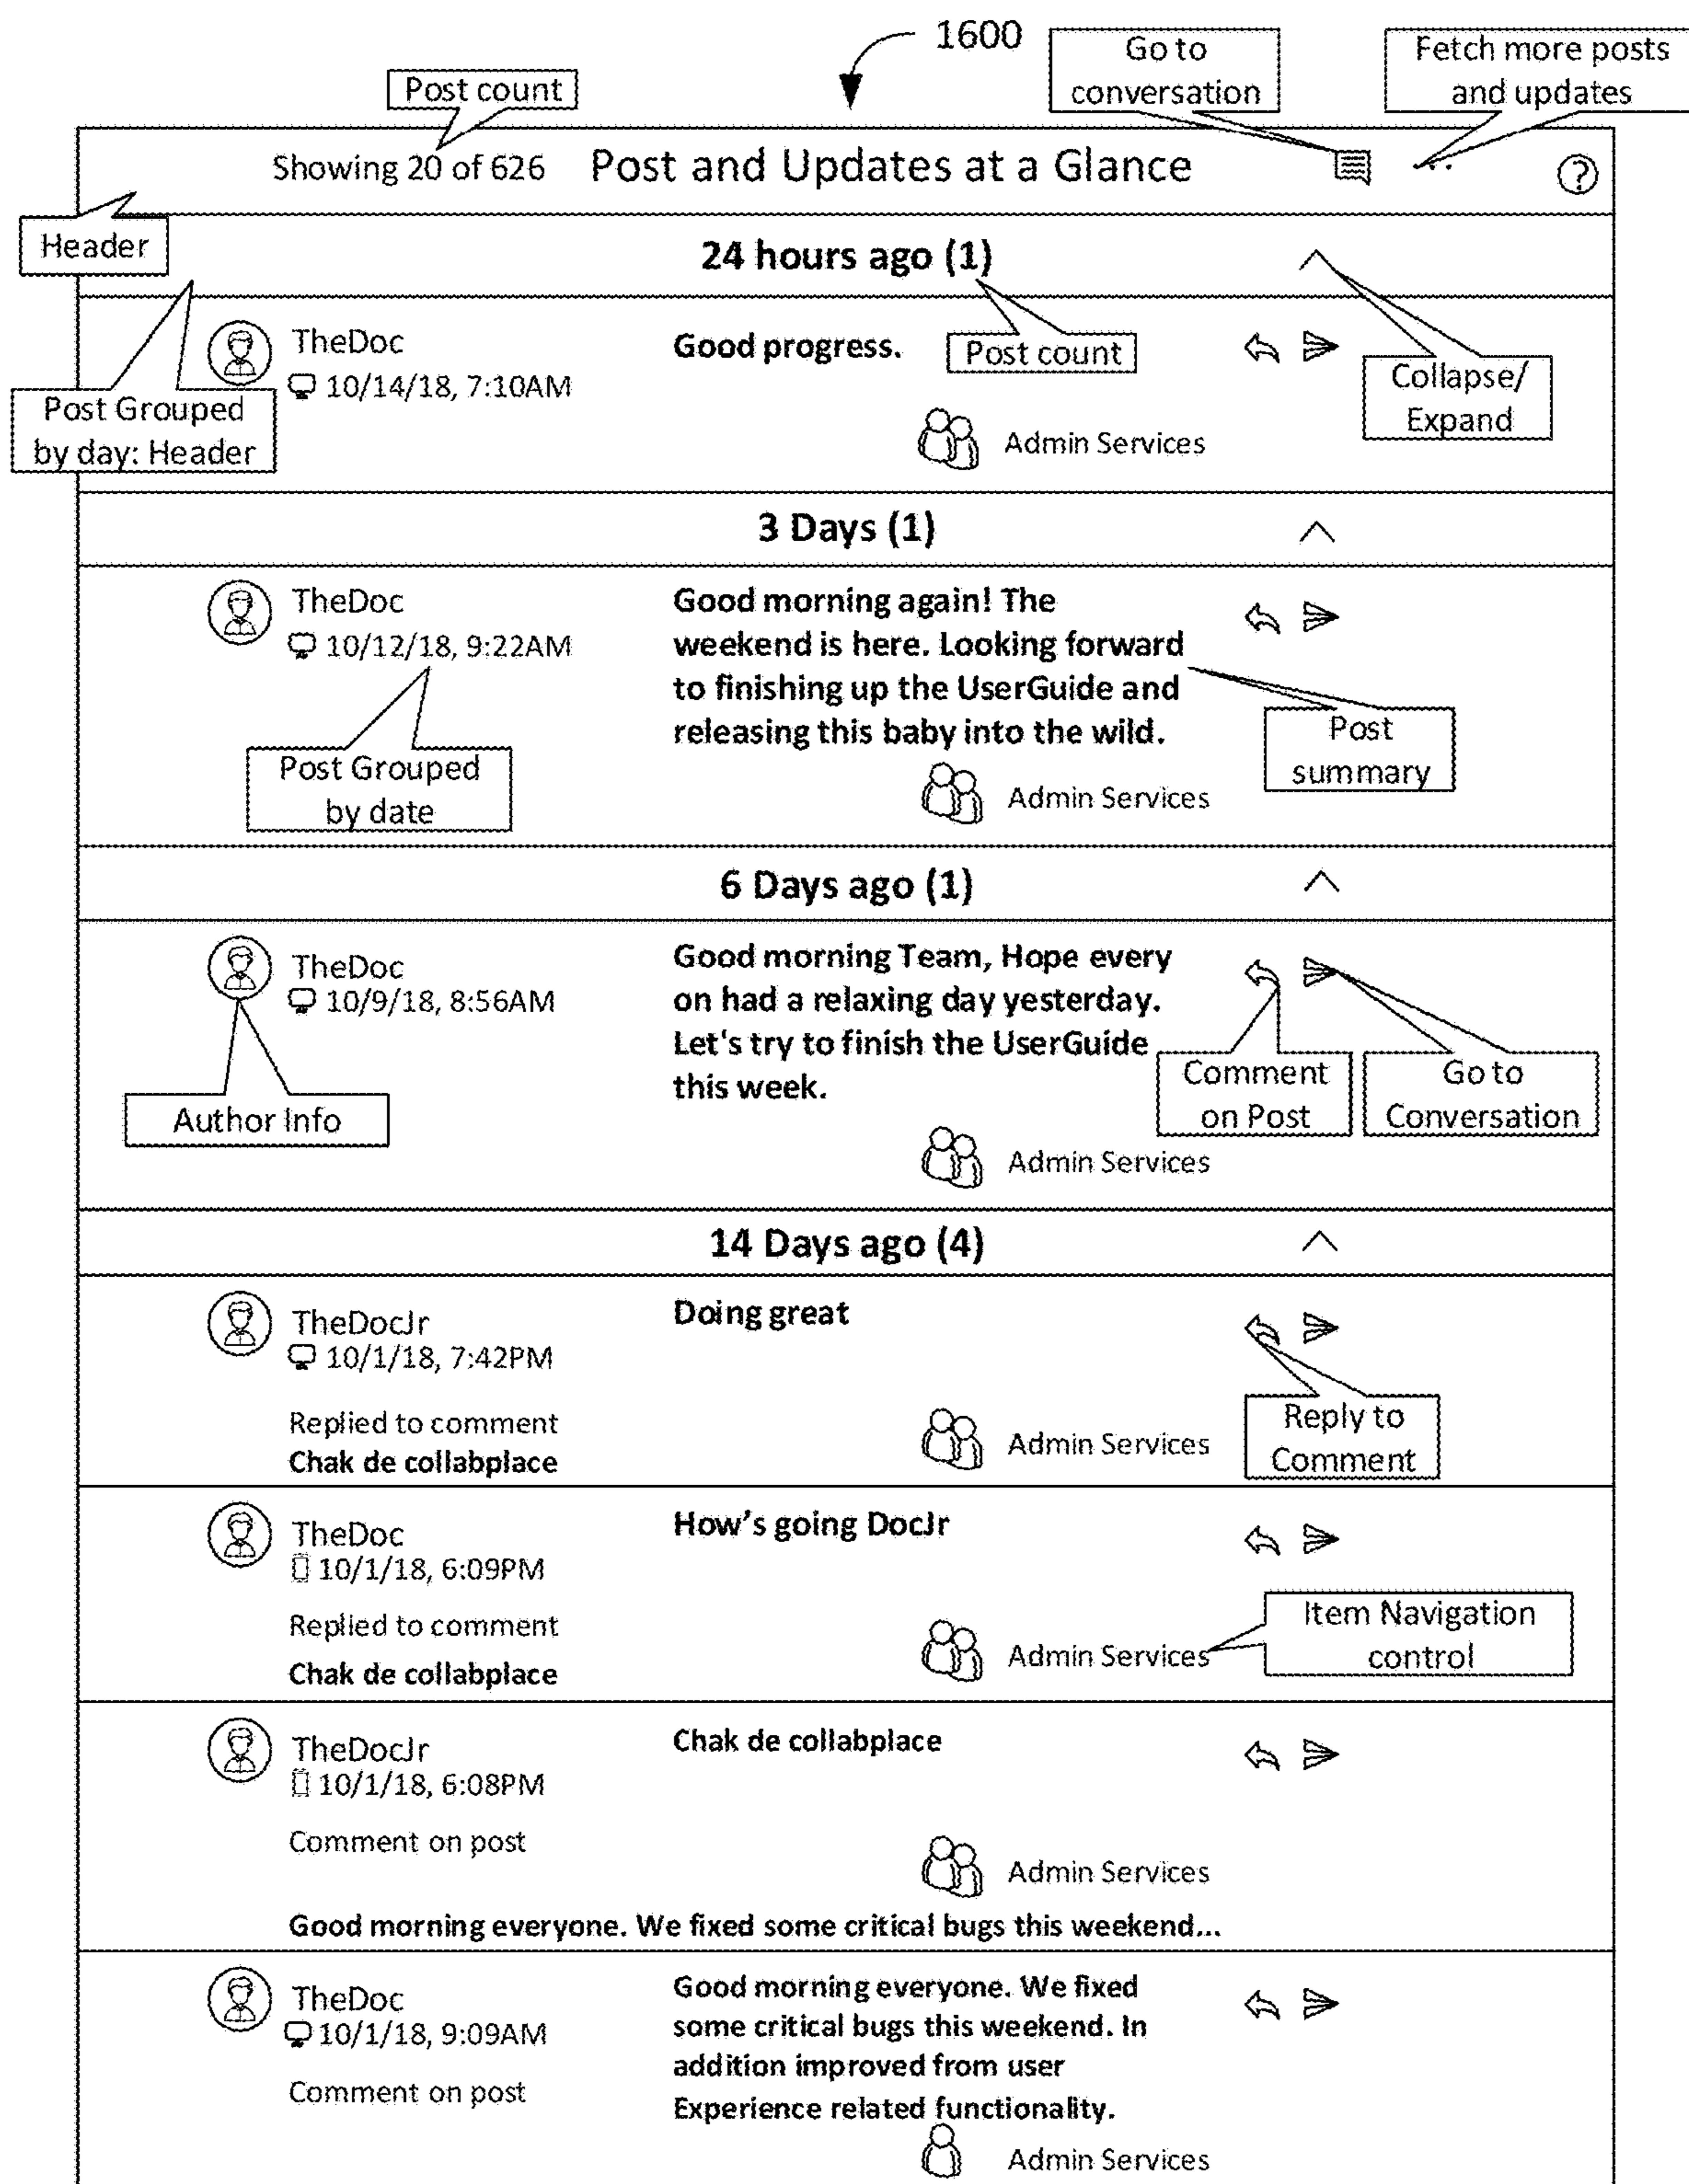 1600
Go to
conversation
Fetch more posts
and updates
Post count
Showing 20 of 626
Post and Updates at a Glance
?
Header
24 hours ago (1)
TheDoc
10/14/18, 7:10AM
Good progress.
Post count
Collapse/
Expand
Post Grouped
by day: Header
Admin Services
3 Days (1)
TheDoc
10/12/18, 9:22AM
Good morning again! The
weekend is here. Looking forward
to finishing up the UserGuide and
releasing this baby into the wild.
Post
summary
Post Grouped
by date
Admin Services
6 Days ago (1)
TheDoc
10/9/18, 8:56AM
Good morning Team, Hope every
on had a relaxing day yesterday.
Let's try to finish the UserGuide
this week.
Comment
on Post
Go to
Conversation
Author Info
Admin Services
14 Days ago (4)
TheDocJr
10/1/18, 7:42PM
Doing great
Replied to comment
Chak de collabplace
Admin Services
Reply to
Comment
TheDoc
10/1/18, 6:09PM
How's going DocJr
Replied to comment
Chak de collabplace
Admin Services
Item Navigation
control
TheDocJr
10/1/18, 6:08PM
Chak de collabplace
Comment on post
Admin Services
Good morning everyone. We fixed some critical bugs this weekend...
TheDoc
10/1/18, 9:09AM
Comment on post
Good morning everyone. We fixed
some critical bugs this weekend. In
addition improved from user
Experience related functionality.
Admin Services